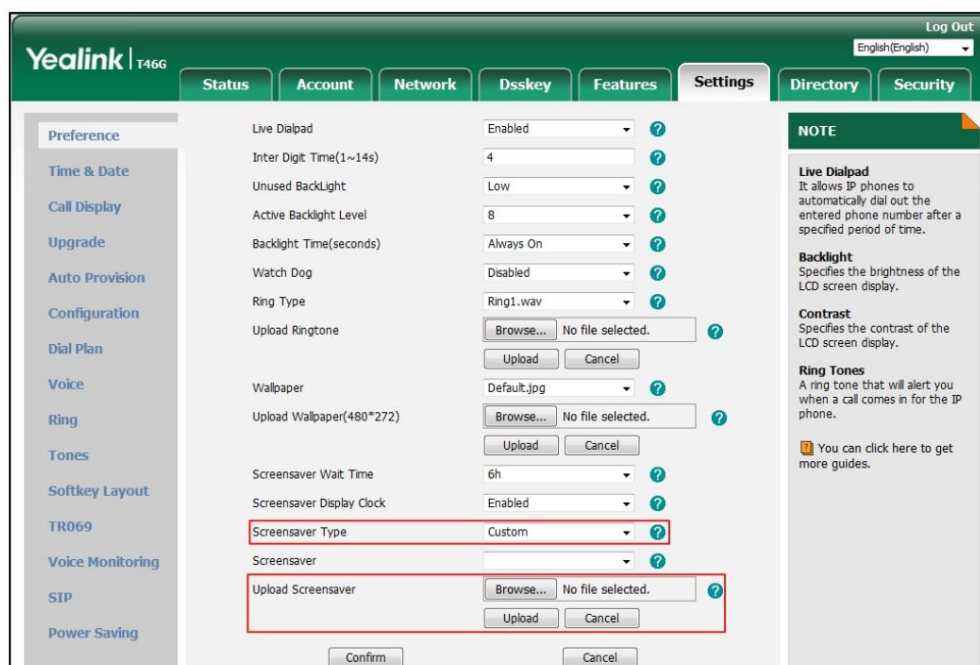 Log Out
English(English)
Yealink T46G
Status Account Network Dsskey Features Settings Directory Security
Preference
Time & Date
Call Display
Upgrade
Auto Provision
Configuration
Dial Plan
Voice
Ring
Tones
Softkey Layout
TR069
Voice Monitoring
SIP
Power Saving
Live Dialpad Enabled ?
Inter Digit Time(1~14s) 4 ?
Unused BackLight Low ?
Active Backlight Level 8 ?
Backlight Time(seconds) Always On ?
Watch Dog Disabled ?
Ring Type Ring1.wav ?
Upload Ringtone Browse... No file selected. ?
Upload Cancel
Wallpaper Default.jpg ?
Upload Wallpaper(480*272) Browse... No file selected. ?
Upload Cancel
Screensaver Wait Time 6h ?
Screensaver Display Clock Enabled ?
Screensaver Type Custom ?
Screensaver ?
Upload Screensaver Browse... No file selected. ?
Upload Cancel
Confirm Cancel
NOTE
Live Dialpad
It allows IP phones to
automatically dial out the
entered phone number after a
specified period of time.
Backlight
Specifies the brightness of the
LCD screen display.
Contrast
Specifies the contrast of the
LCD screen display.
Ring Tones
A ring tone that will alert you
when a call comes in for the IP
phone.
? You can click here to get
more guides.